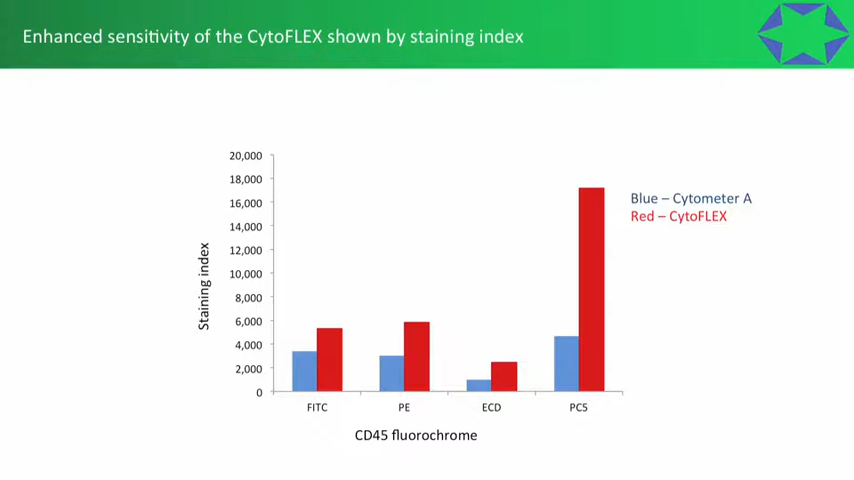 Enhanced sensitivity of the CytoFLEX shown by staining index
20,000
18,000
16,000
14,000
12,000
10,000
8,000
6,000
4,000
2,000
0
Staining index
FITC PE ECD PC5
CD45 fluorochrome
Blue – Cytometer A
Red – CytoFLEX